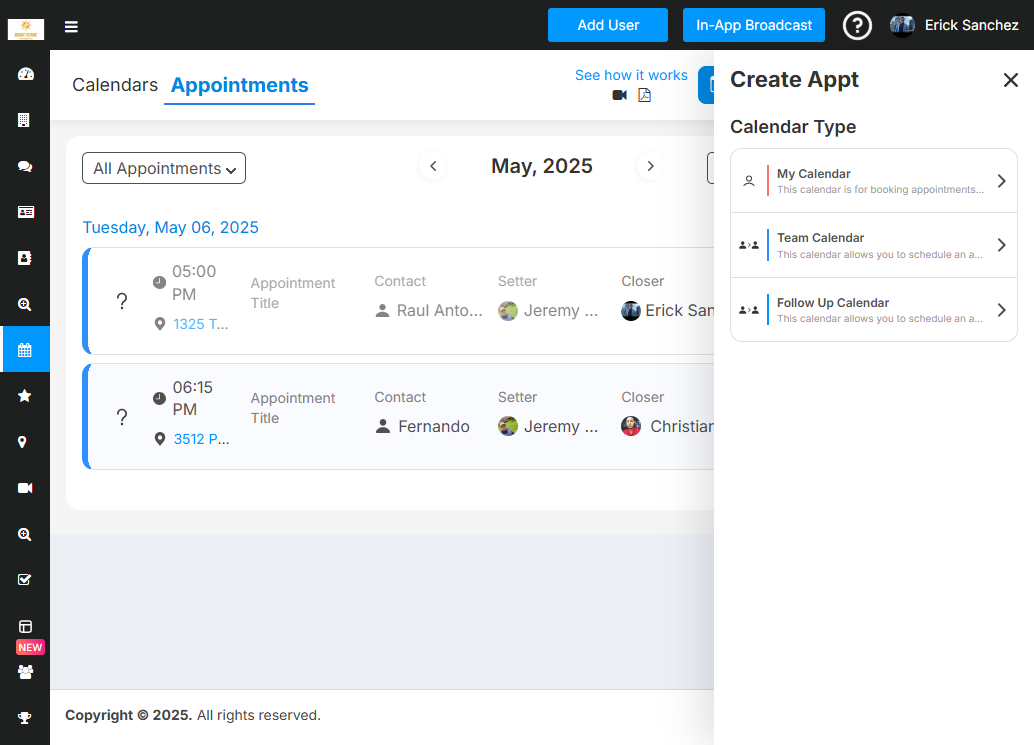 Add User
In-App Broadcast
?
Erick Sanchez
Calendars
Appointments
See how it works
Create Appt
Calendar Type
My Calendar
This calendar is for booking appointments...
Team Calendar
This calendar allows you to schedule an a...
Follow Up Calendar
This calendar allows you to schedule an a...
All Appointments
May, 2025
Tuesday, May 06, 2025
?
05:00
PM
1325 T...
Appointment
Title
Contact
Raul Anto...
Setter
Jeremy ...
Closer
Erick San
?
06:15
PM
3512 P...
Appointment
Title
Contact
Fernando
Setter
Jeremy ...
Closer
Christian
NEW
Copyright © 2025. All rights reserved.